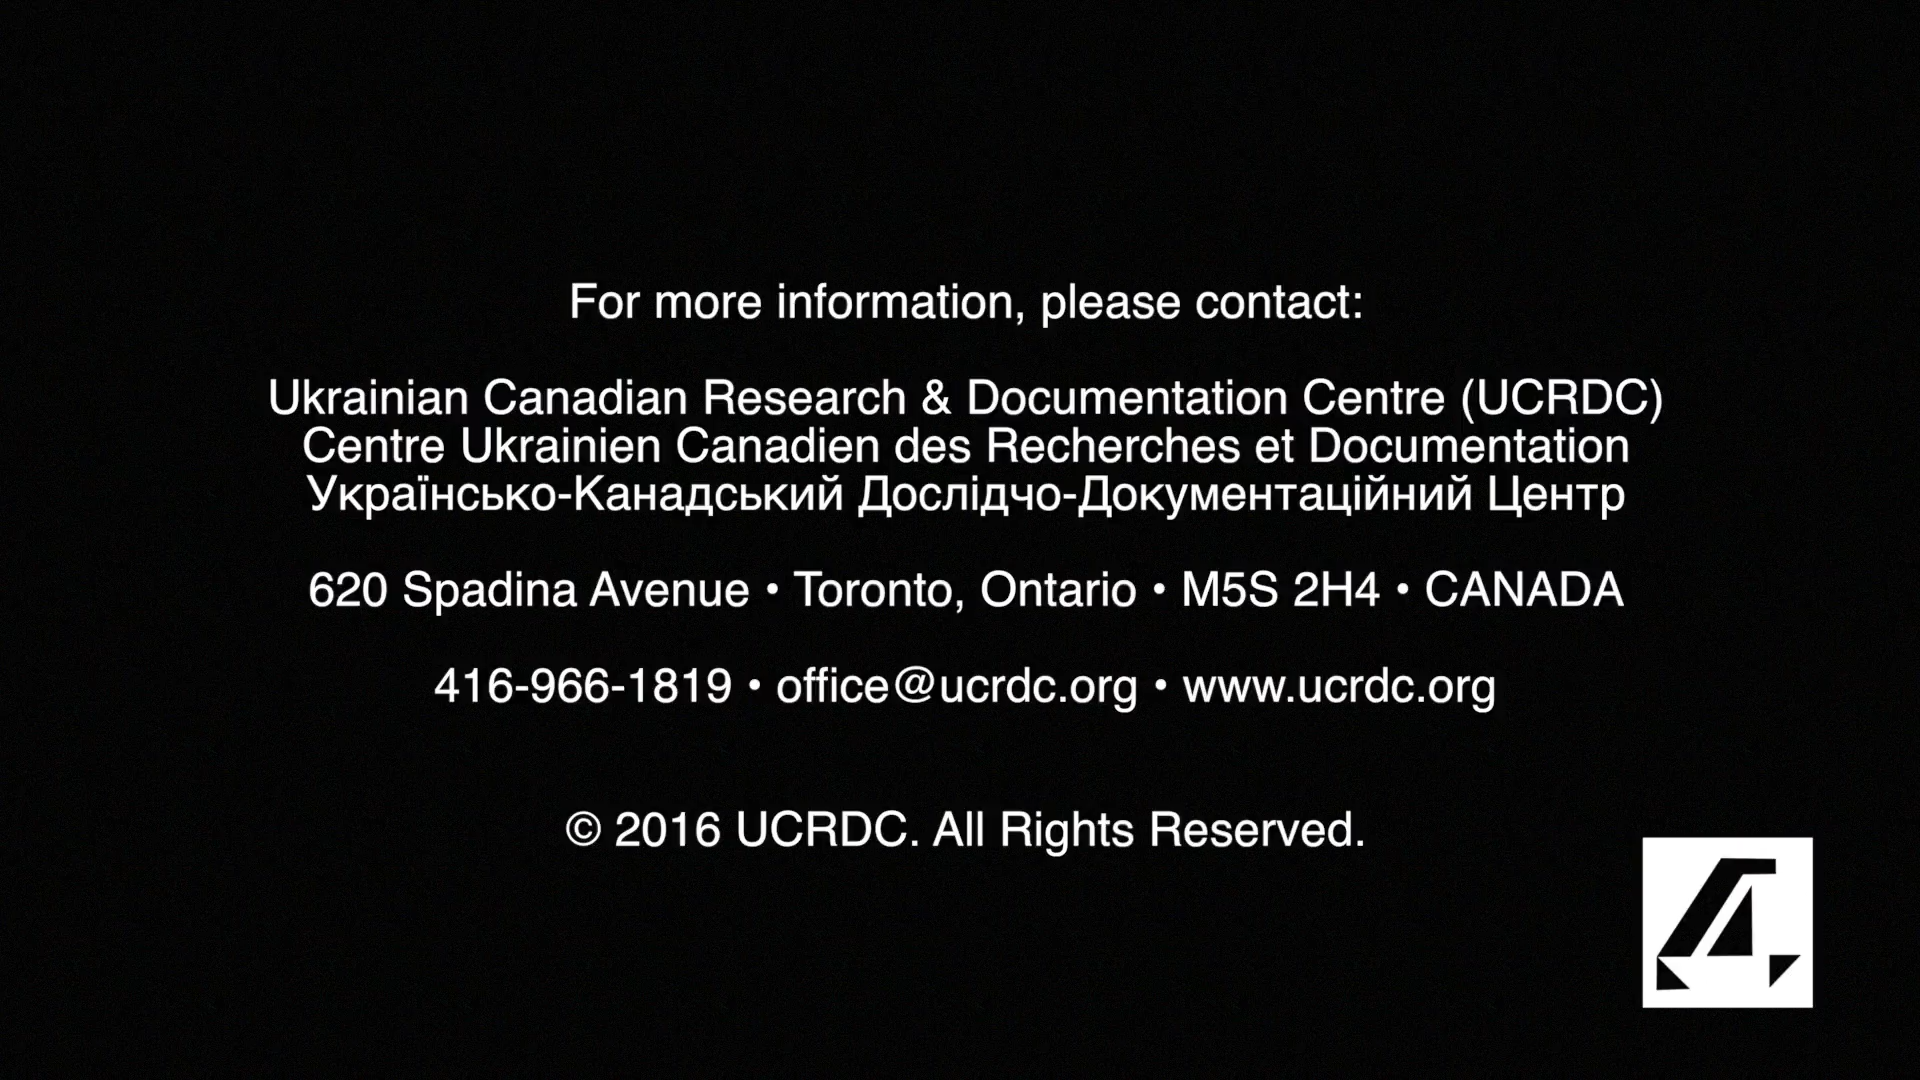 For more information, please contact:
Ukrainian Canadian Research & Documentation Centre (UCRDC)
Centre Ukrainien Canadien des Recherches et Documentation
Українсько-Канадський Дослідчо-Документаційний Центр
620 Spadina Avenue • Toronto, Ontario • M5S 2H4 • CANADA
416-966-1819 • office@ucrdc.org • www.ucrdc.org
© 2016 UCRDC. All Rights Reserved.